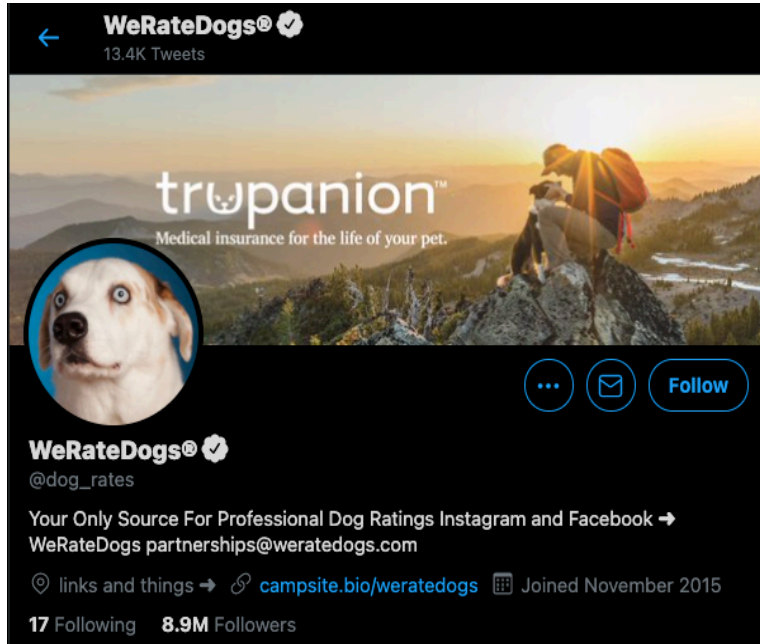 WeRateDogs®
13.4K Tweets
trupanion™
Medical insurance for the life of your pet.
Follow
WeRateDogs®
@dog_rates
Your Only Source For Professional Dog Ratings Instagram and Facebook ➜
WeRateDogs partnerships@weratedogs.com
links and things ➜ campsite.bio/weratedogs Joined November 2015
17 Following 8.9M Followers